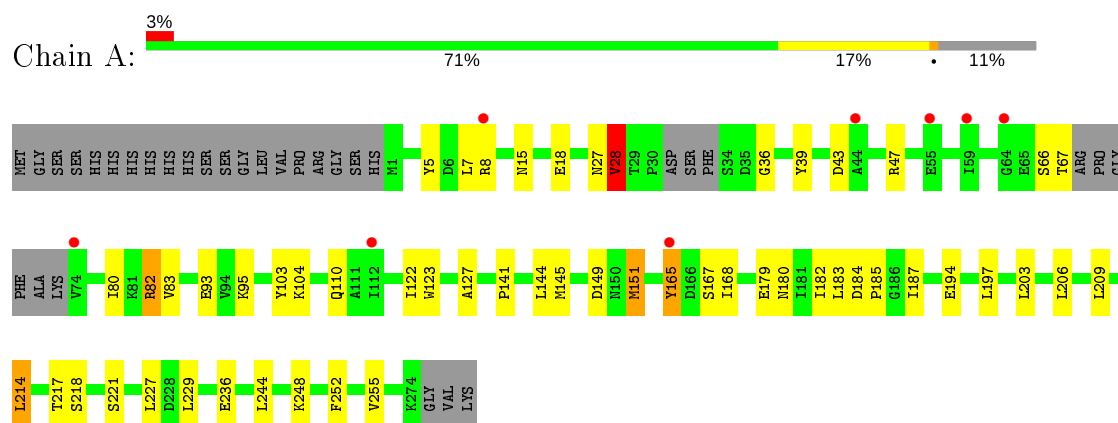 3%
Chain A:
71% 17% • 11%
MET GLY SER SER HIS HIS HIS HIS HIS HIS SER SER GLY LEU VAL PRO ARG GLY SER HIS M1 Y5 D6 L7 R8 N15 E18 N27 V28 T29 P30 ASP SER PHE S34 D35 G36 Y39 D43 A44 R47 E55 I59 G64 E65 S66 T67 ARG PRO GLY
PHE ALA LYS V74 I80 K81 R82 V83 E93 V94 K95 Y103 K104 Q110 A111 I112 I122 W123 A127 P141 L144 M145 D149 N150 M151 Y165 D166 S167 I168 E179 N180 I181 I182 L183 D184 P185 G186 I187 E194 L197 L203 L206 L209
L214 T217 S218 S221 L227 D228 L229 E236 L244 K248 F252 V255 K274 GLY VAL LYS